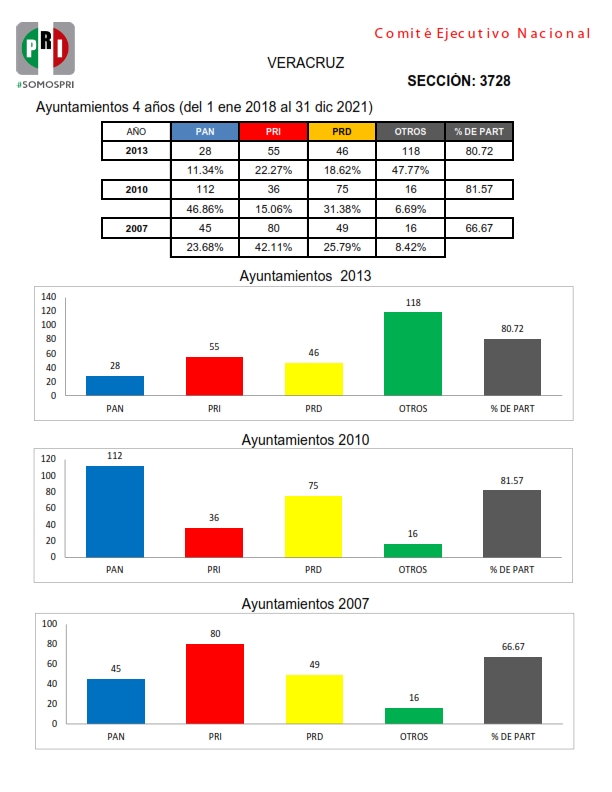 Comité Ejecutivo Nacional
PRI
#SOMOSPRI
VERACRUZ
SECCIÓN: 3728
Ayuntamientos 4 años (del 1 ene 2018 al 31 dic 2021)
AÑO PAN PRI PRD OTROS % DE PART
2013 28 55 46 118 80.72
11.34% 22.27% 18.62% 47.77%
2010 112 36 75 16 81.57
46.86% 15.06% 31.38% 6.69%
2007 45 80 49 16 66.67
23.68% 42.11% 25.79% 8.42%
Ayuntamientos 2013
140
120
100
80
60
40
20
0
28 55 46 118 80.72
PAN PRI PRD OTROS % DE PART
Ayuntamientos 2010
120
100
80
60
40
20
0
112 36 75 16 81.57
PAN PRI PRD OTROS % DE PART
Ayuntamientos 2007
100
80
60
40
20
0
45 80 49 16 66.67
PAN PRI PRD OTROS % DE PART